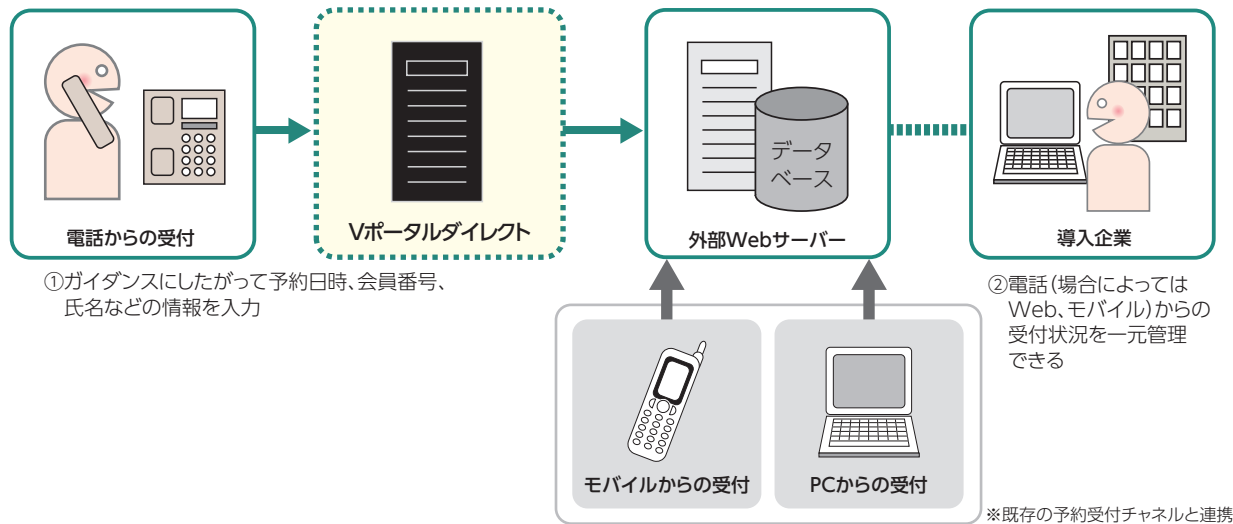 データ
ベース
電話からの受付
Vポータルダイレクト
外部Webサーバー
導入企業
①ガイダンスにしたがって予約日時、会員番号、
氏名などの情報を入力
②電話(場合によっては
Web、モバイル)からの
受付状況を一元管理
できる
モバイルからの受付
PCからの受付
※既存の予約受付チャネルと連携